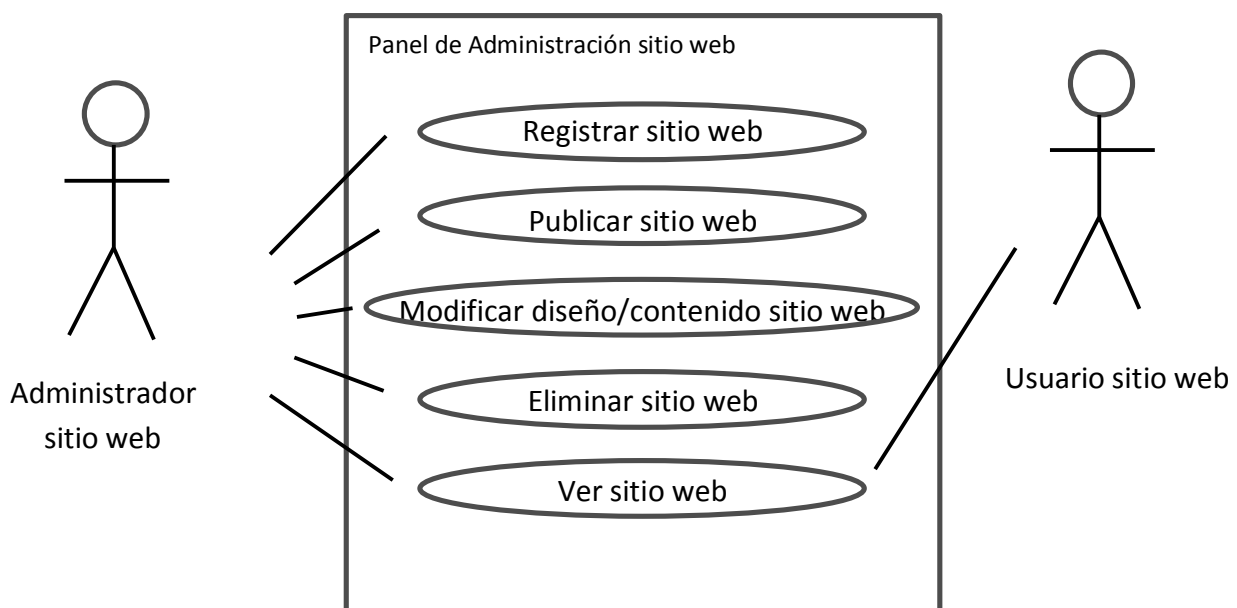 Panel de Administración sitio web
Registrar sitio web
Publicar sitio web
Modificar diseño/contenido sitio web
Eliminar sitio web
Ver sitio web
Administrador
sitio web
Usuario sitio web